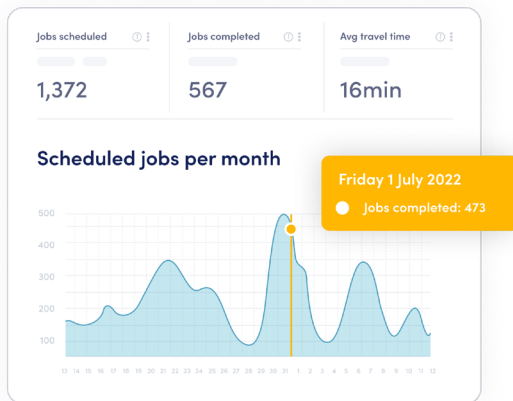 Jobs scheduled
Jobs completed
Avg travel time
1,372
567
16min
Scheduled jobs per month
Friday 1 July 2022
Jobs completed: 473
500
400
300
200
100
13 14 15 16 17 18 19 20 21 22 23 24 25 26 27 28 29 30 31 1 2 3 4 5 6 7 8 9 10 11 12